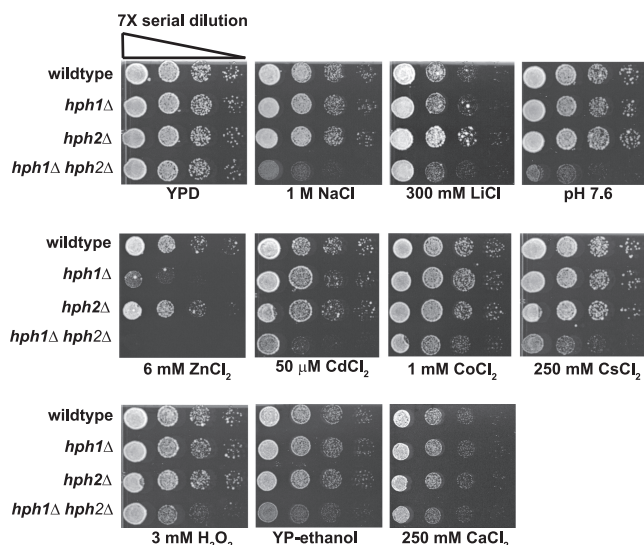 7X serial dilution
wildtype
hph1Δ
hph2Δ
hph1Δ hph2Δ
YPD
1 M NaCl
300 mM LiCl
pH 7.6
wildtype
hph1Δ
hph2Δ
hph1Δ hph2Δ
6 mM ZnCl₂
50 μM CdCl₂
1 mM CoCl₂
250 mM CsCl₂
wildtype
hph1Δ
hph2Δ
hph1Δ hph2Δ
3 mM H₂O₂
YP-ethanol
250 mM CaCl₂